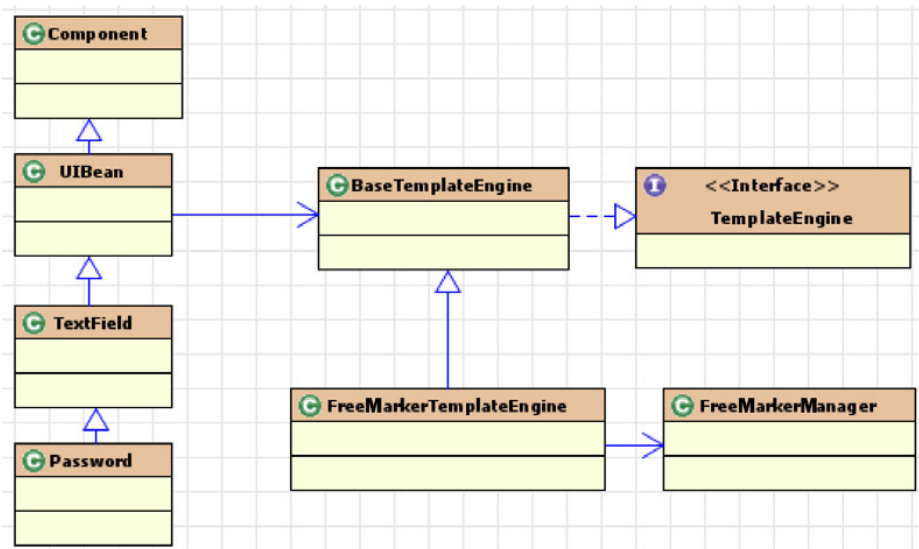 C Component
C UIBean
C BaseTemplateEngine
I <<Interface>>
TemplateEngine
C TextField
C FreeMarkerTemplateEngine
C FreeMarkerManager
C Password